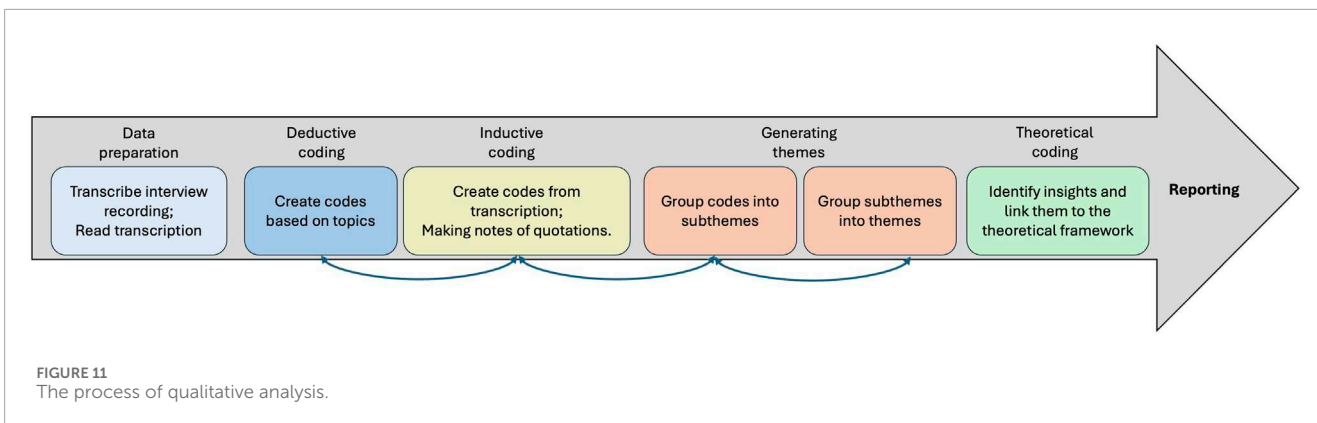 Data
preparation
Deductive
coding
Inductive
coding
Generating
themes
Theoretical
coding
Transcribe interview
recording;
Read transcription
Create codes
based on topics
Create codes from
transcription;
Making notes of quotations.
Group codes into
subthemes
Group subthemes
into themes
Identify insights and
link them to the
theoretical framework
Reporting
FIGURE 11
The process of qualitative analysis.